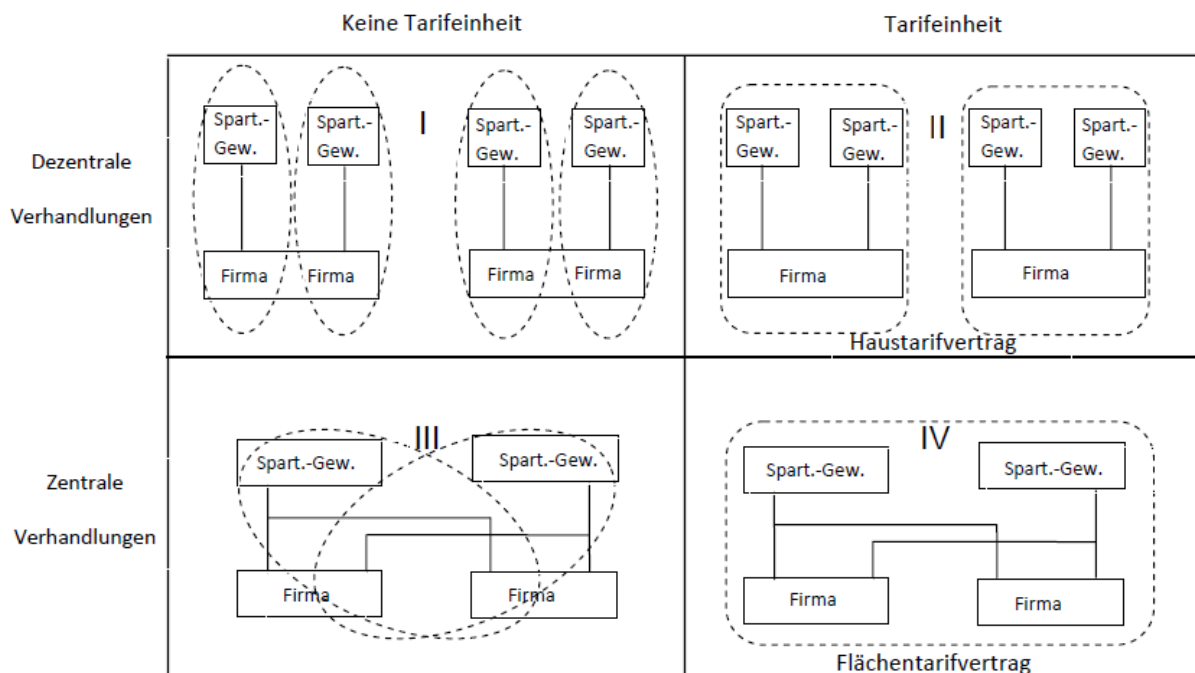 Keine Tarifeinheit
Tarifeinheit
Dezentrale
Verhandlungen
I
Spart.-
Gew.
Spart.-
Gew.
Spart.-
Gew.
Spart.-
Gew.
Firma
Firma
Firma
Firma
II
Spart.-
Gew.
Spart.-
Gew.
Spart.-
Gew.
Spart.-
Gew.
Firma
Firma
Haustarifvertrag
Zentrale
Verhandlungen
III
Spart.-Gew.
Spart.-Gew.
Firma
Firma
IV
Spart.-Gew.
Spart.-Gew.
Firma
Firma
Flächentarifvertrag